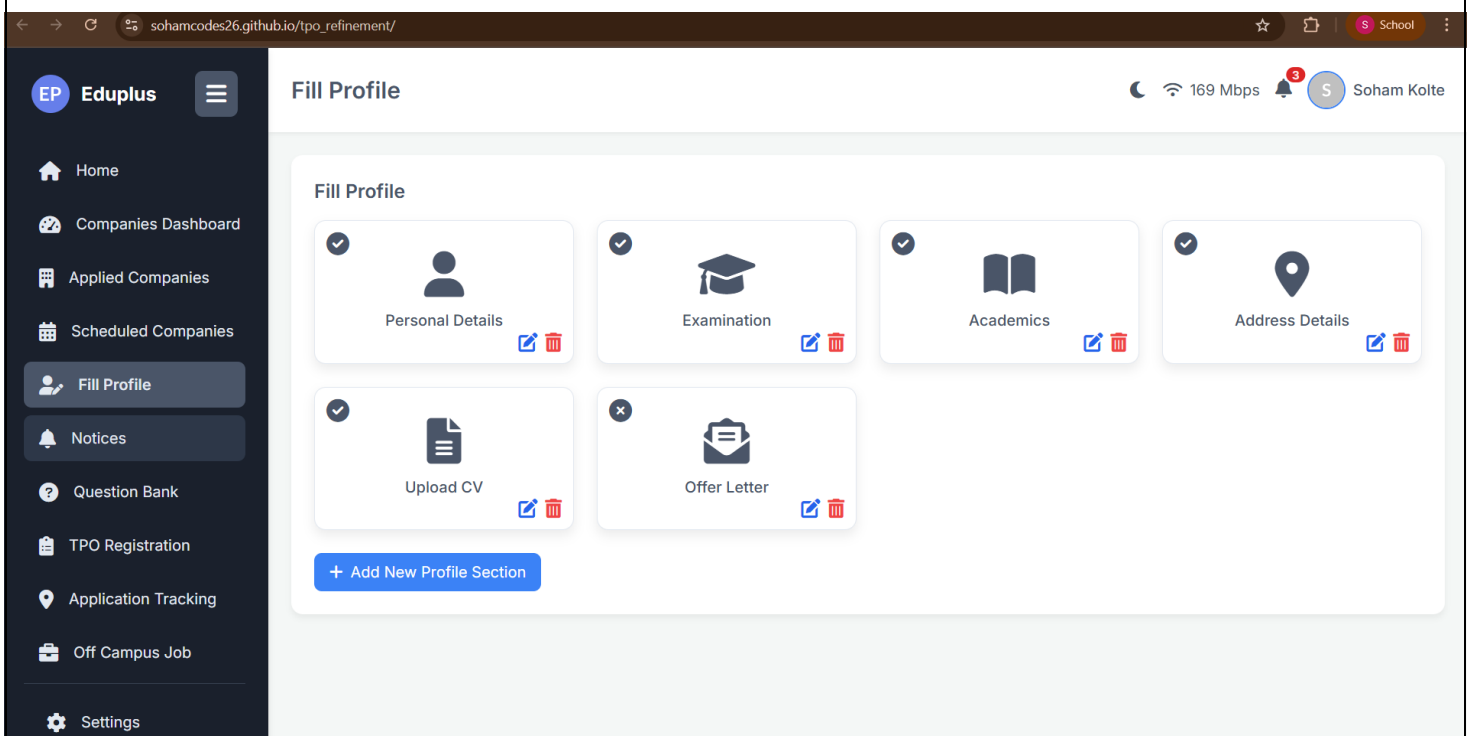 sohamcodes26.github.io/tpo_refinement/
S School
EP Eduplus
Fill Profile
169 Mbps
3
S
Soham Kolte
Home
Companies Dashboard
Applied Companies
Scheduled Companies
Fill Profile
Notices
Question Bank
TPO Registration
Application Tracking
Off Campus Job
Settings
Fill Profile
Personal Details
Examination
Academics
Address Details
Upload CV
Offer Letter
+ Add New Profile Section